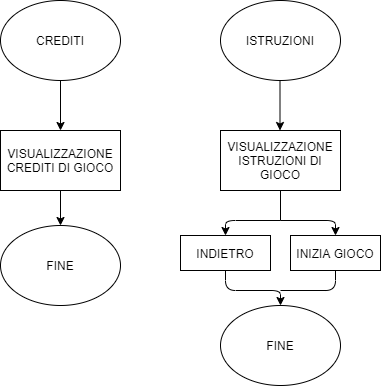 CREDITI
VISUALIZZAZIONE
CREDITI DI GIOCO
FINE
ISTRUZIONI
VISUALIZZAZIONE
ISTRUZIONI DI
GIOCO
INDIETRO
INIZIA GIOCO
FINE